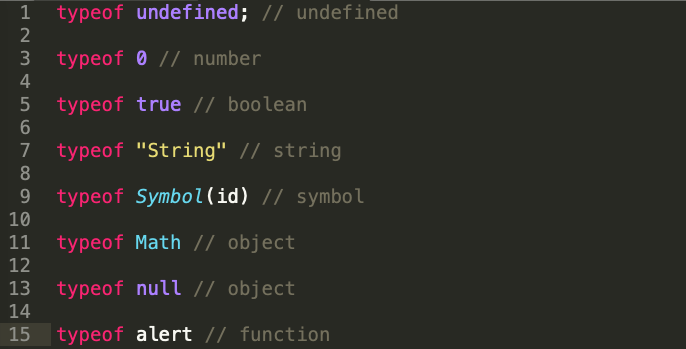 1 typeof undefined; // undefined
2
3 typeof 0 // number
4
5 typeof true // boolean
6
7 typeof "String" // string
8
9 typeof Symbol(id) // symbol
10
11 typeof Math // object
12
13 typeof null // object
14
15 typeof alert // function